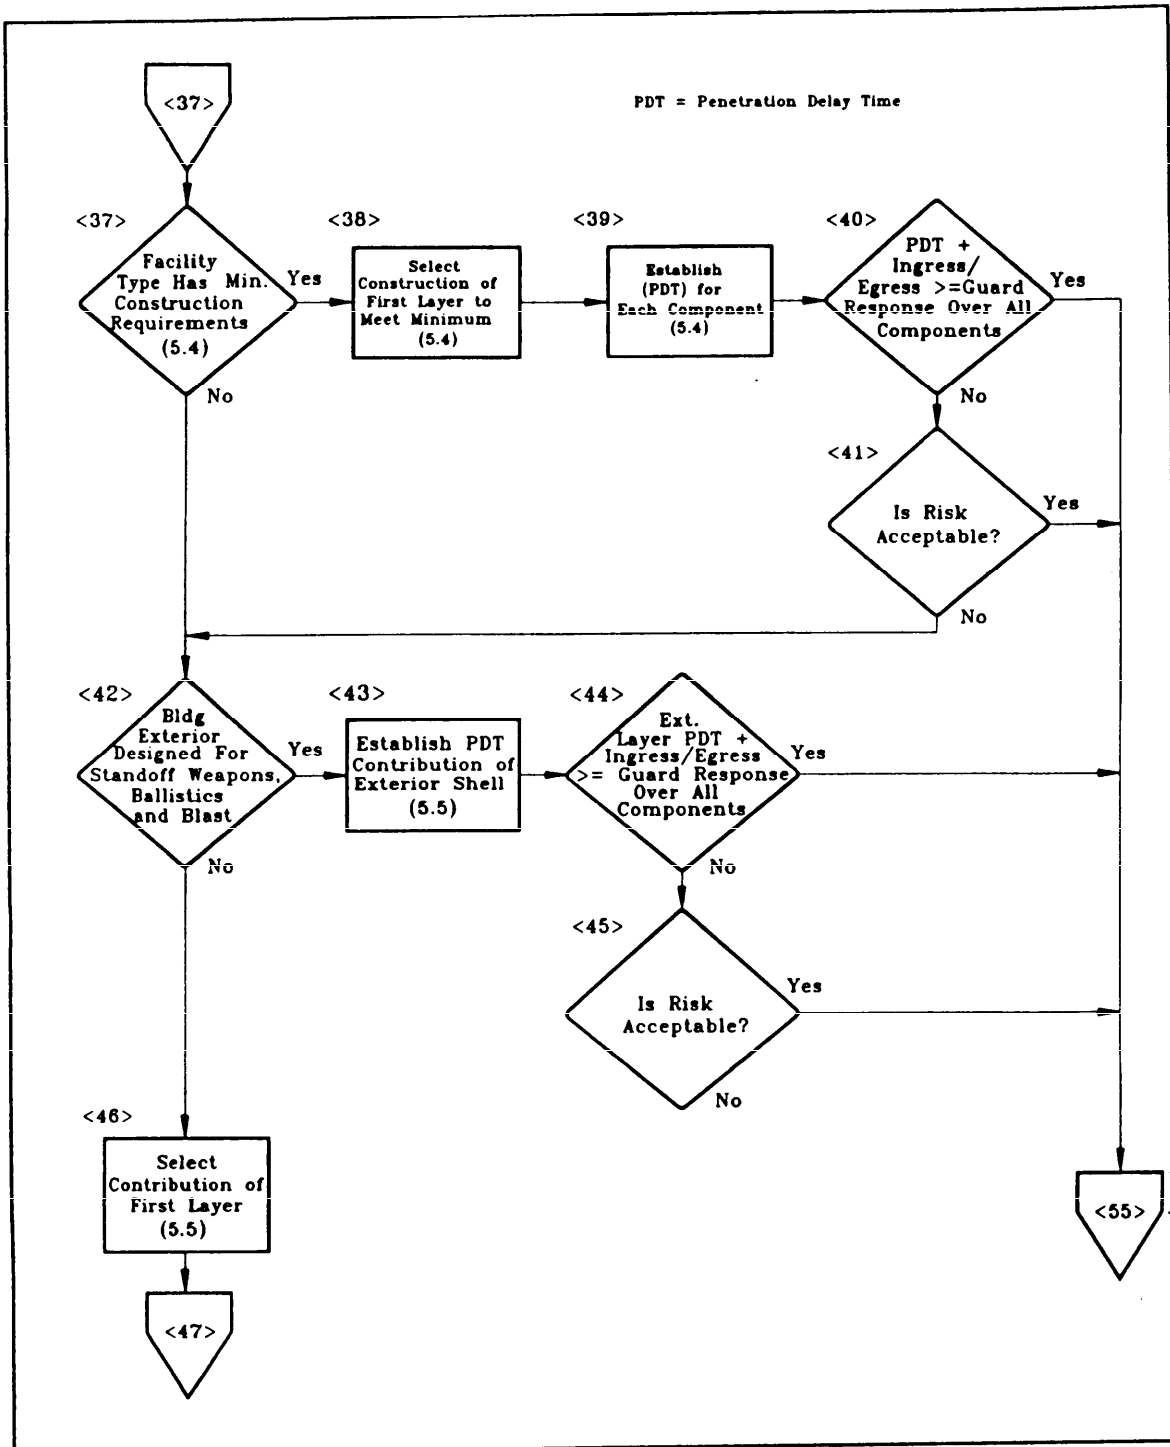 <37>
PDT = Penetration Delay Time
<37>
Facility
Type Has Min.
Construction
Requirements
(5.4)
Yes
No
<38>
Select
Construction of
First Layer to
Meet Minimum
(5.4)
<39>
Establish
(PDT) for
Each Component
(5.4)
<40>
PDT +
Ingress/
Egress >=Guard
Response Over All
Components
Yes
No
<41>
Is Risk
Acceptable?
Yes
No
<42>
Bldg
Exterior
Designed For
Standoff Weapons,
Ballistics
and Blast
Yes
No
<43>
Establish PDT
Contribution of
Exterior Shell
(5.5)
<44>
Ext.
Layer PDT +
Ingress/Egress
>= Guard Response
Over All
Components
Yes
No
<45>
Is Risk
Acceptable?
Yes
No
<46>
Select
Contribution of
First Layer
(5.5)
<55>
<47>